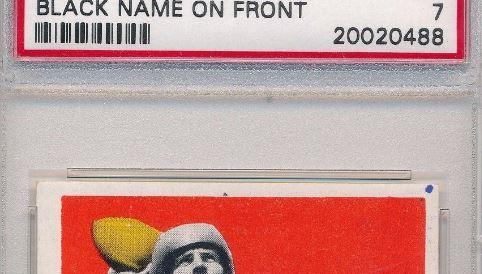 BLACK NAME ON FRONT 7
20020488